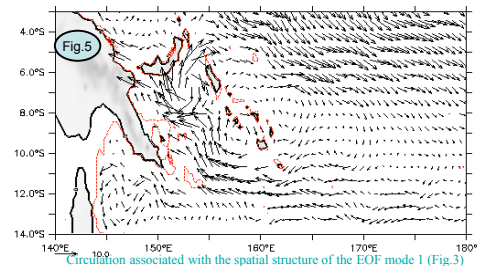 Fig.5
4.0°S
6.0°S
8.0°S
10.0°S
12.0°S
14.0°S
140°E 150°E 160°E 170°E 180°
10.0
Circulation associated with the spatial structure of the EOF mode 1 (Fig.3)